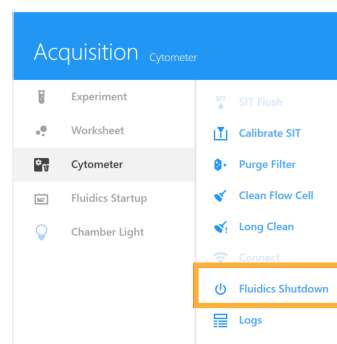 Acquisition Cytometer
Experiment
Worksheet
Cytometer
Fluidics Startup
Chamber Light
SIT
SIT Flush
Calibrate SIT
Purge Filter
Clean Flow Cell
Long Clean
Connect
Fluidics Shutdown
Logs